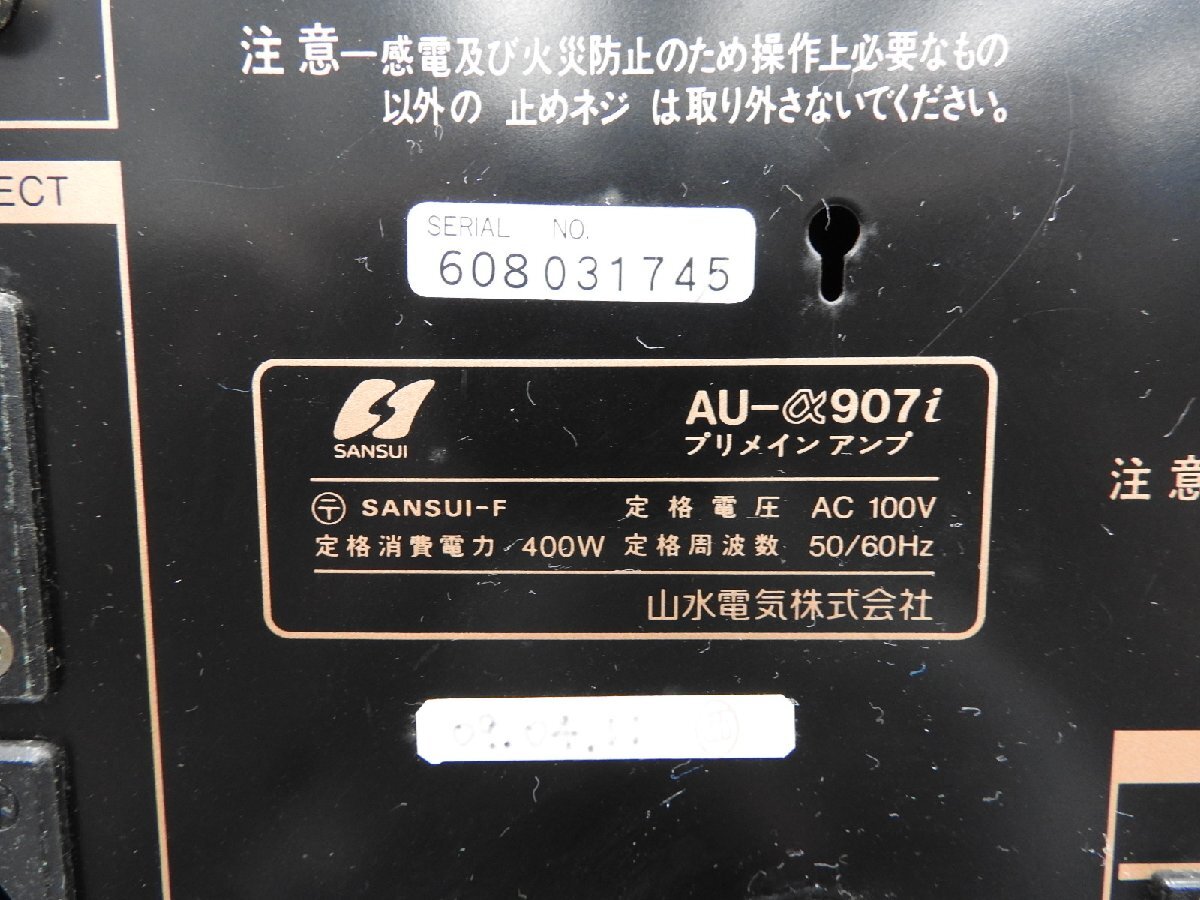 注意—感電及び火災防止のため操作上必要なもの
以外の 止めネジ は取り外さないでください。
ECT
SERIAL NO.
608031745
SANSUI
AU-α907i
プリメインアンプ
〒 SANSUI-F 定格電圧 AC 100V
定格消費電力 400W 定格周波数 50/60Hz
山水電気株式会社
注意